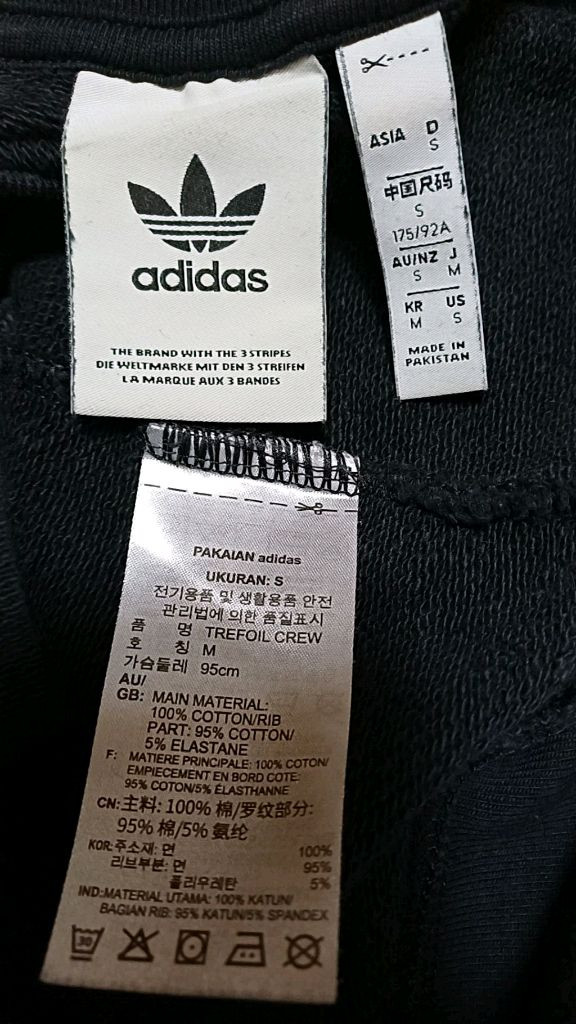 adidas
THE BRAND WITH THE 3 STRIPES
DIE WELTMARKE MIT DEN 3 STREIFEN
LA MARQUE AUX 3 BANDES
ASIA D
S
中国尺码
S
175/92A
AU/NZ J
S M
KR US
M S
MADE IN
PAKISTAN
PAKAIAN adidas
UKURAN: S
전기용품 및 생활용품 안전
관리법에 의한 품질표시
품 명 TREFOIL CREW
호 칭 M
가슴둘레 95cm
AU/
GB: MAIN MATERIAL:
100% COTTON/RIB
PART: 95% COTTON/
5% ELASTANE
F: MATIERE PRINCIPALE: 100% COTON/
EMPIECEMENT EN BORD COTE:
95% COTON/5% ELASTHANNE
CN: 主料: 100% 棉/罗纹部分:
95% 棉/5% 氨纶
KOR: 주소재: 면 100%
리브부분: 면 95%
폴리우레탄 5%
IND: MATERIAL UTAMA: 100% KATUN/
BAGIAN RIB: 95% KATUN/5% SPANDEX
30